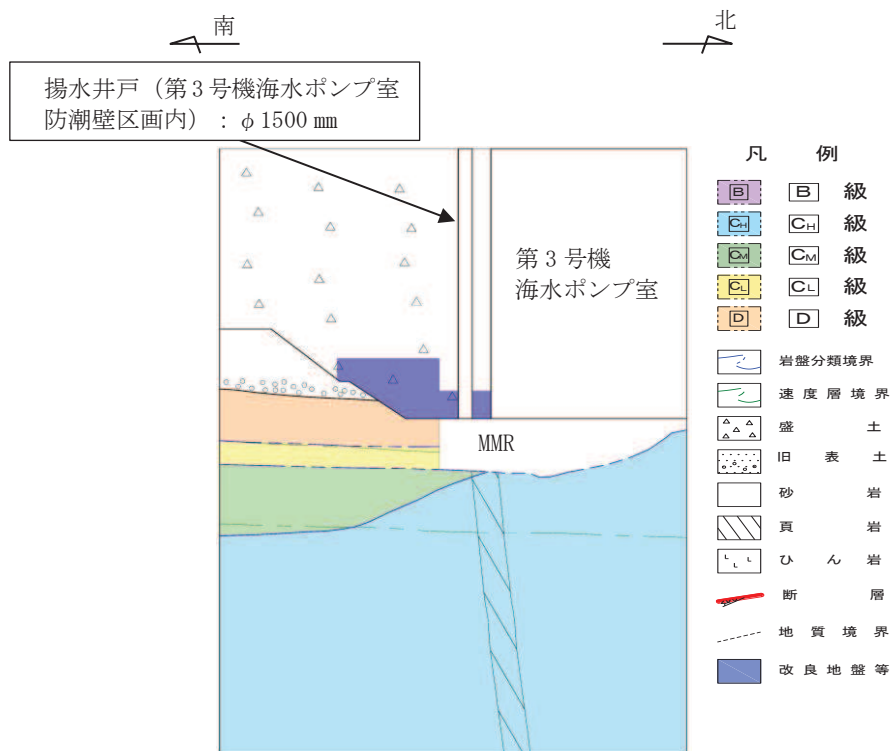 南
北
揚水井戸（第３号機海水ポンプ室
防潮壁区画内）：φ1500 ㎜
第３号機
海水ポンプ室
MMR
凡 例
B B 級
CH CH 級
CM CM 級
CL CL 級
D D 級
岩盤分類境界
速度層境界
盛 土
旧 表 土
砂 岩
頁 岩
ひ ん 岩
断 層
地 質 境 界
改 良 地 盤 等